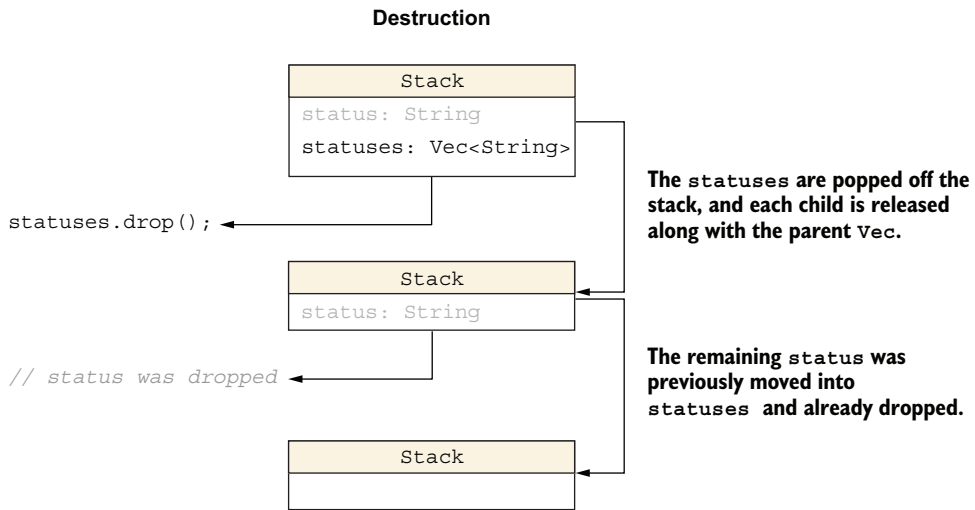 Destruction
Stack
status: String
statuses: Vec<String>
The statuses are popped off the
stack, and each child is released
along with the parent Vec.
statuses.drop();
Stack
status: String
// status was dropped
The remaining status was
previously moved into
statuses and already dropped.
Stack